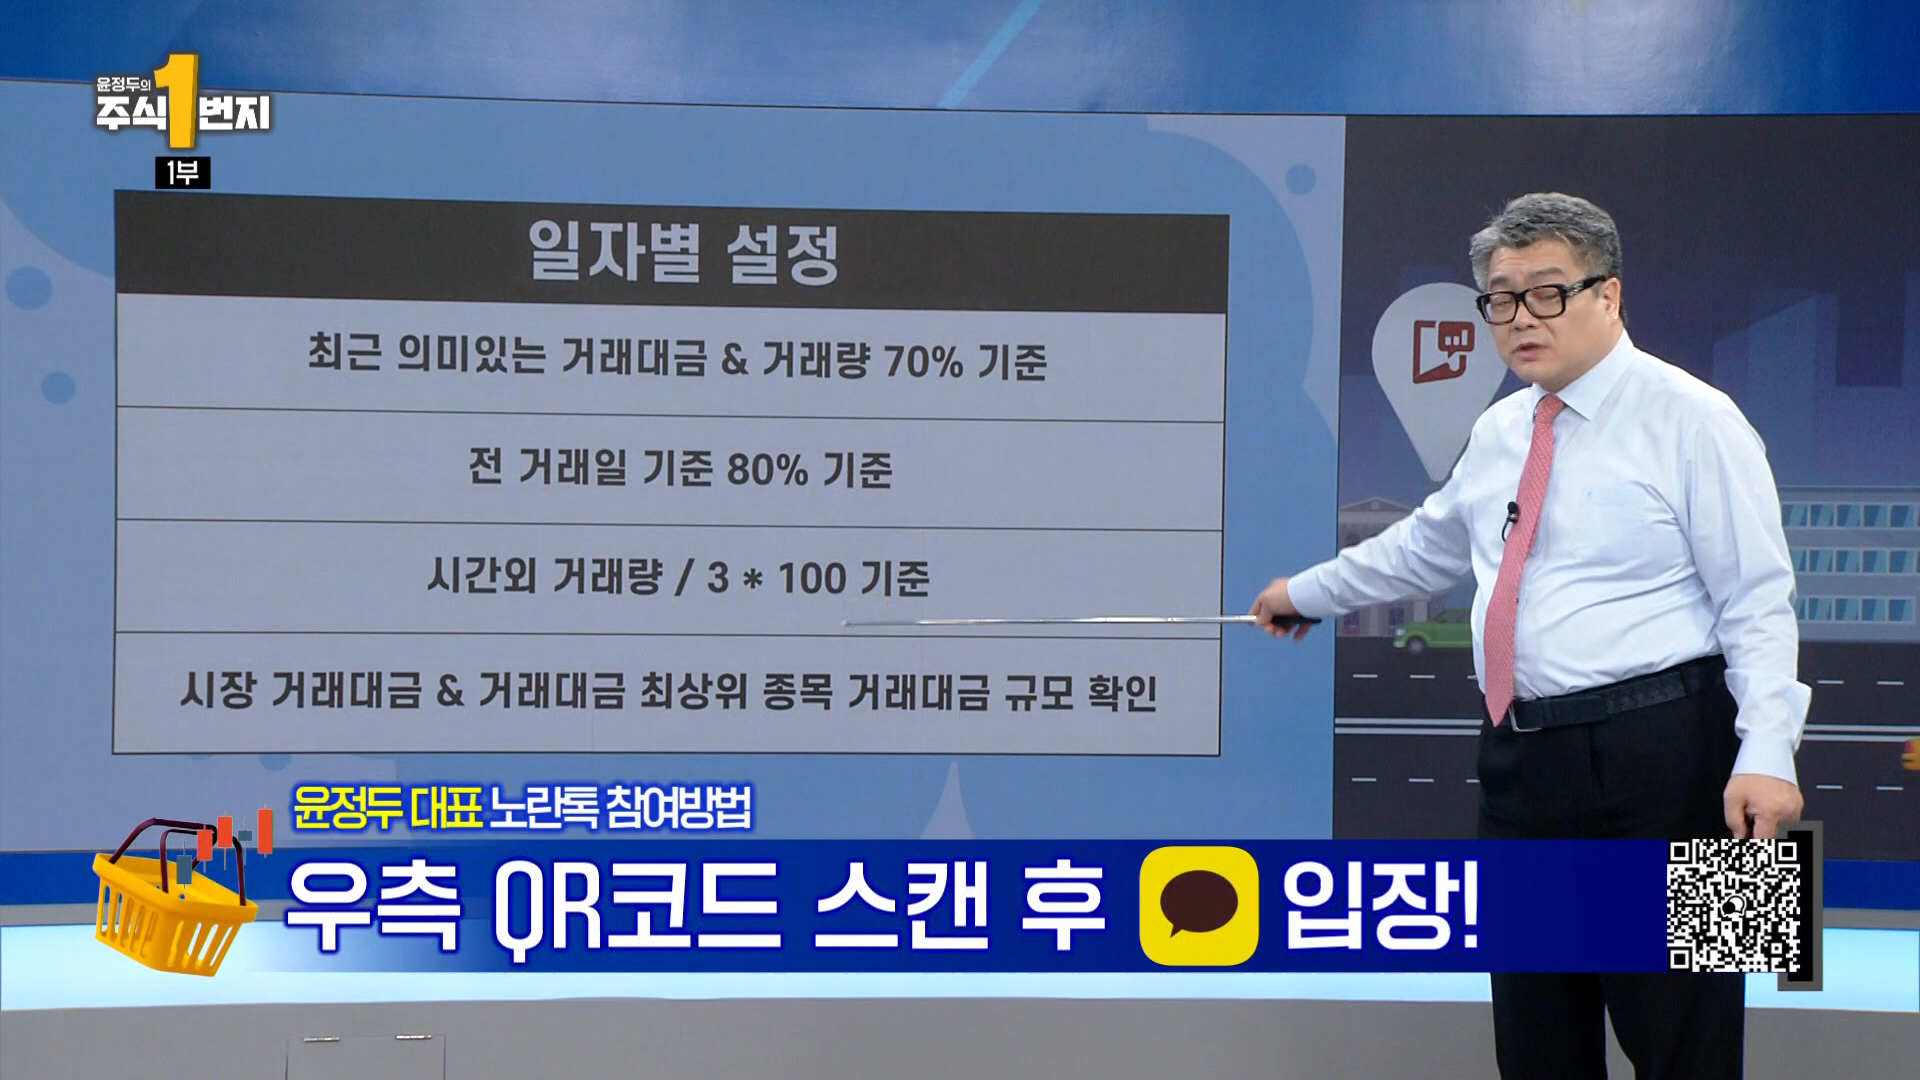 윤정두의
주식1번지
1부
일자별 설정
최근 의미있는 거래대금 & 거래량 70% 기준
전 거래일 기준 80% 기준
시간외 거래량 / 3 * 100 기준
시장 거래대금 & 거래대금 최상위 종목 거래대금 규모 확인
윤정두 대표 노란톡 참여방법
우측 QR코드 스캔 후 입장!